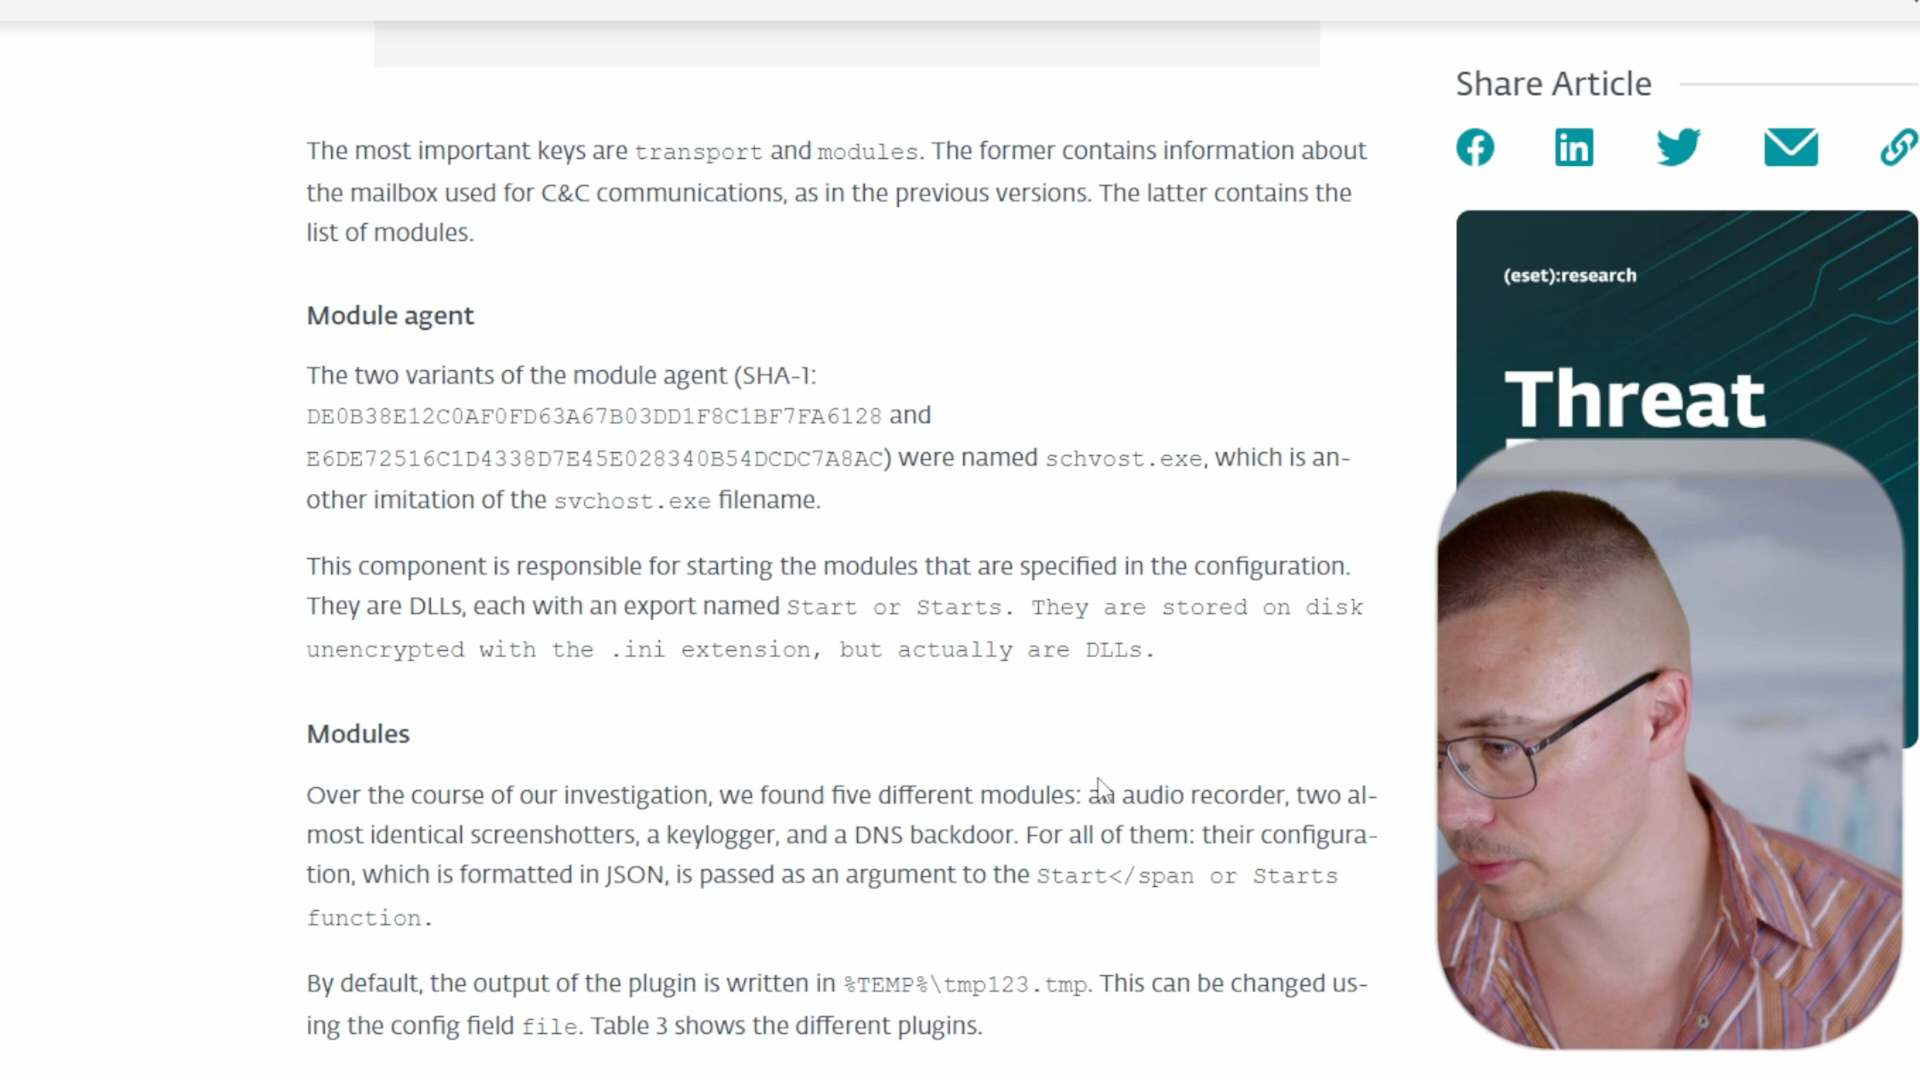 The most important keys are transport and modules. The former contains information about
the mailbox used for C&C communications, as in the previous versions. The latter contains the
list of modules.
Module agent
The two variants of the module agent (SHA-1:
DE0B38E12C0AF0FD63A67B03DD1F8C1BF7FA6128 and
E6DE72516C1D4338D7E45E028340B54DCDC7A8AC) were named schvost.exe, which is an-
other imitation of the svchost.exe filename.
This component is responsible for starting the modules that are specified in the configuration.
They are DLLs, each with an export named Start or Starts. They are stored on disk
unencrypted with the .ini extension, but actually are DLLs.
Modules
Over the course of our investigation, we found five different modules: an audio recorder, two al-
most identical screenshotters, a keylogger, and a DNS backdoor. For all of them: their configura-
tion, which is formatted in JSON, is passed as an argument to the Start</span or Starts
function.
By default, the output of the plugin is written in %TEMP%\tmp123.tmp. This can be changed us-
ing the config field file. Table 3 shows the different plugins.
Share Article
(eset):research
Threat